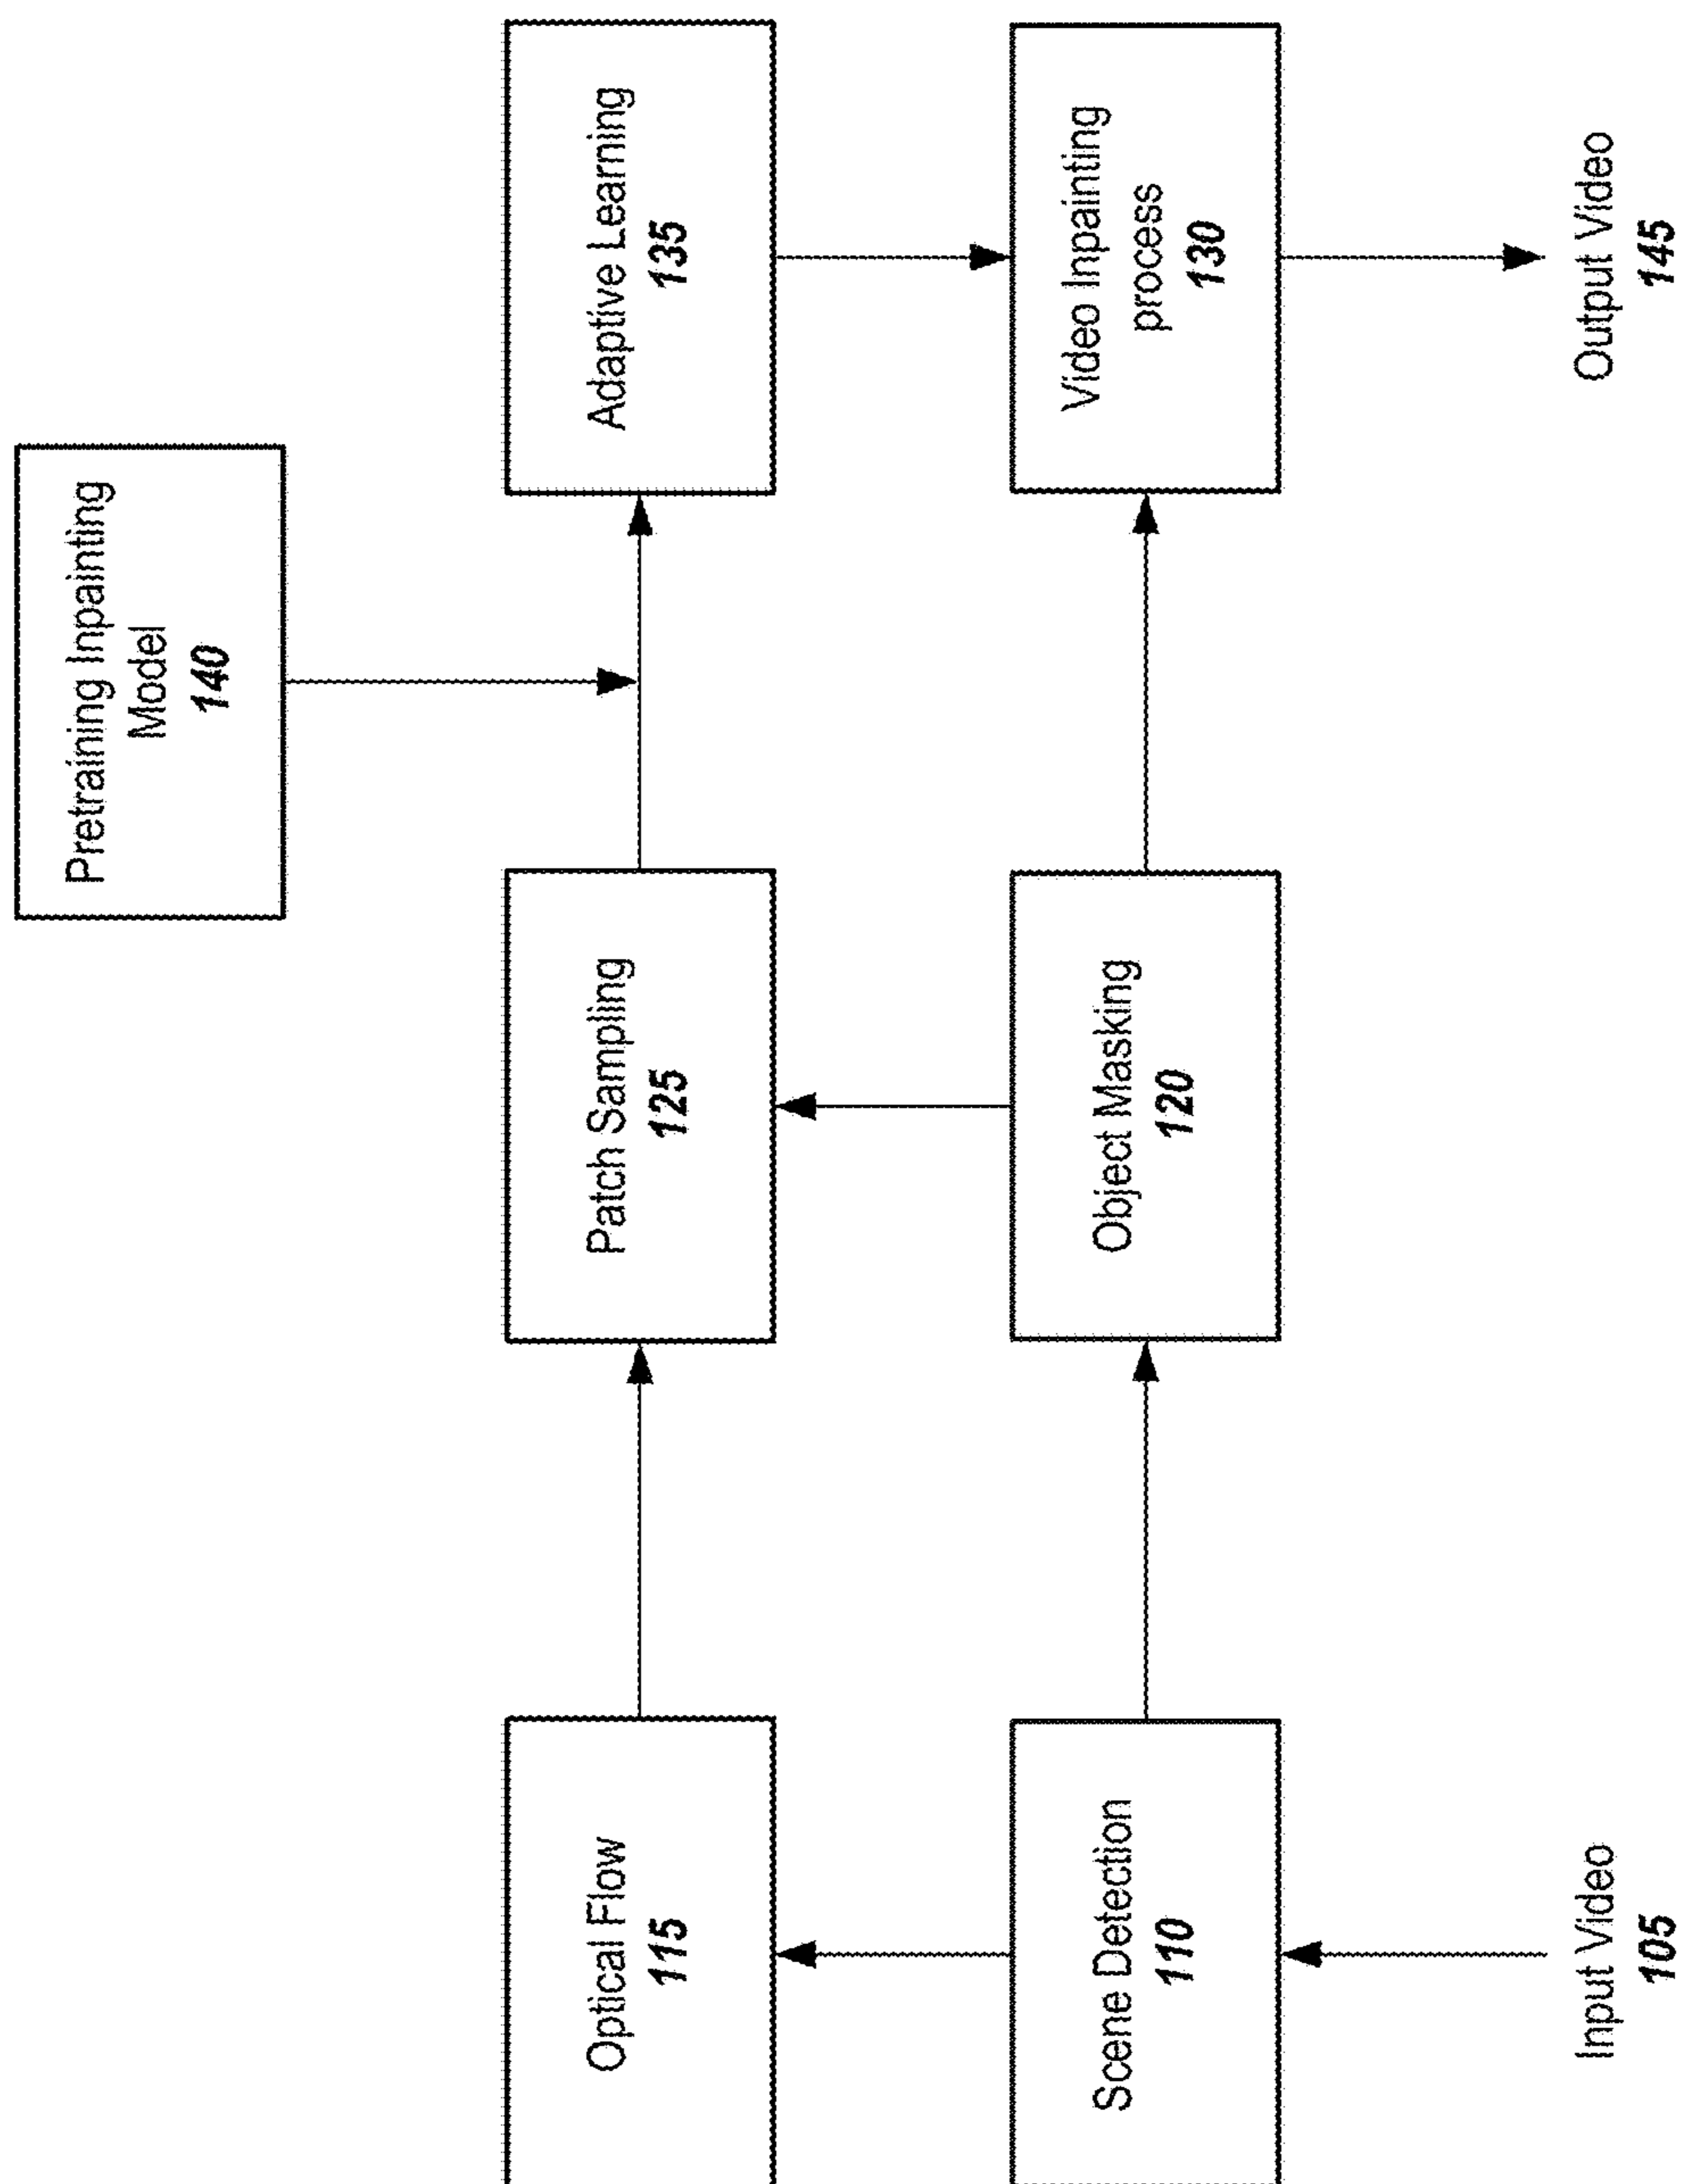 Pretraining Inpainting
Model
140
Optical Flow
115
Patch Sampling
125
Adaptive Learning
135
Scene Detection
110
Object Masking
120
Video Inpainting
process
130
Input Video
105
Output Video
145